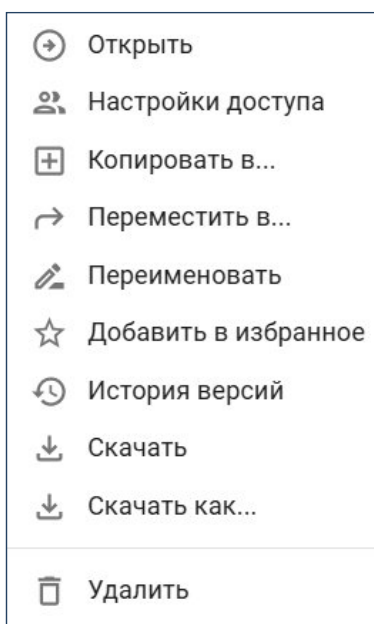 Открыть
Настройки доступа
Копировать в...
Переместить в...
Переименовать
Добавить в избранное
История версий
Скачать
Скачать как...
Удалить